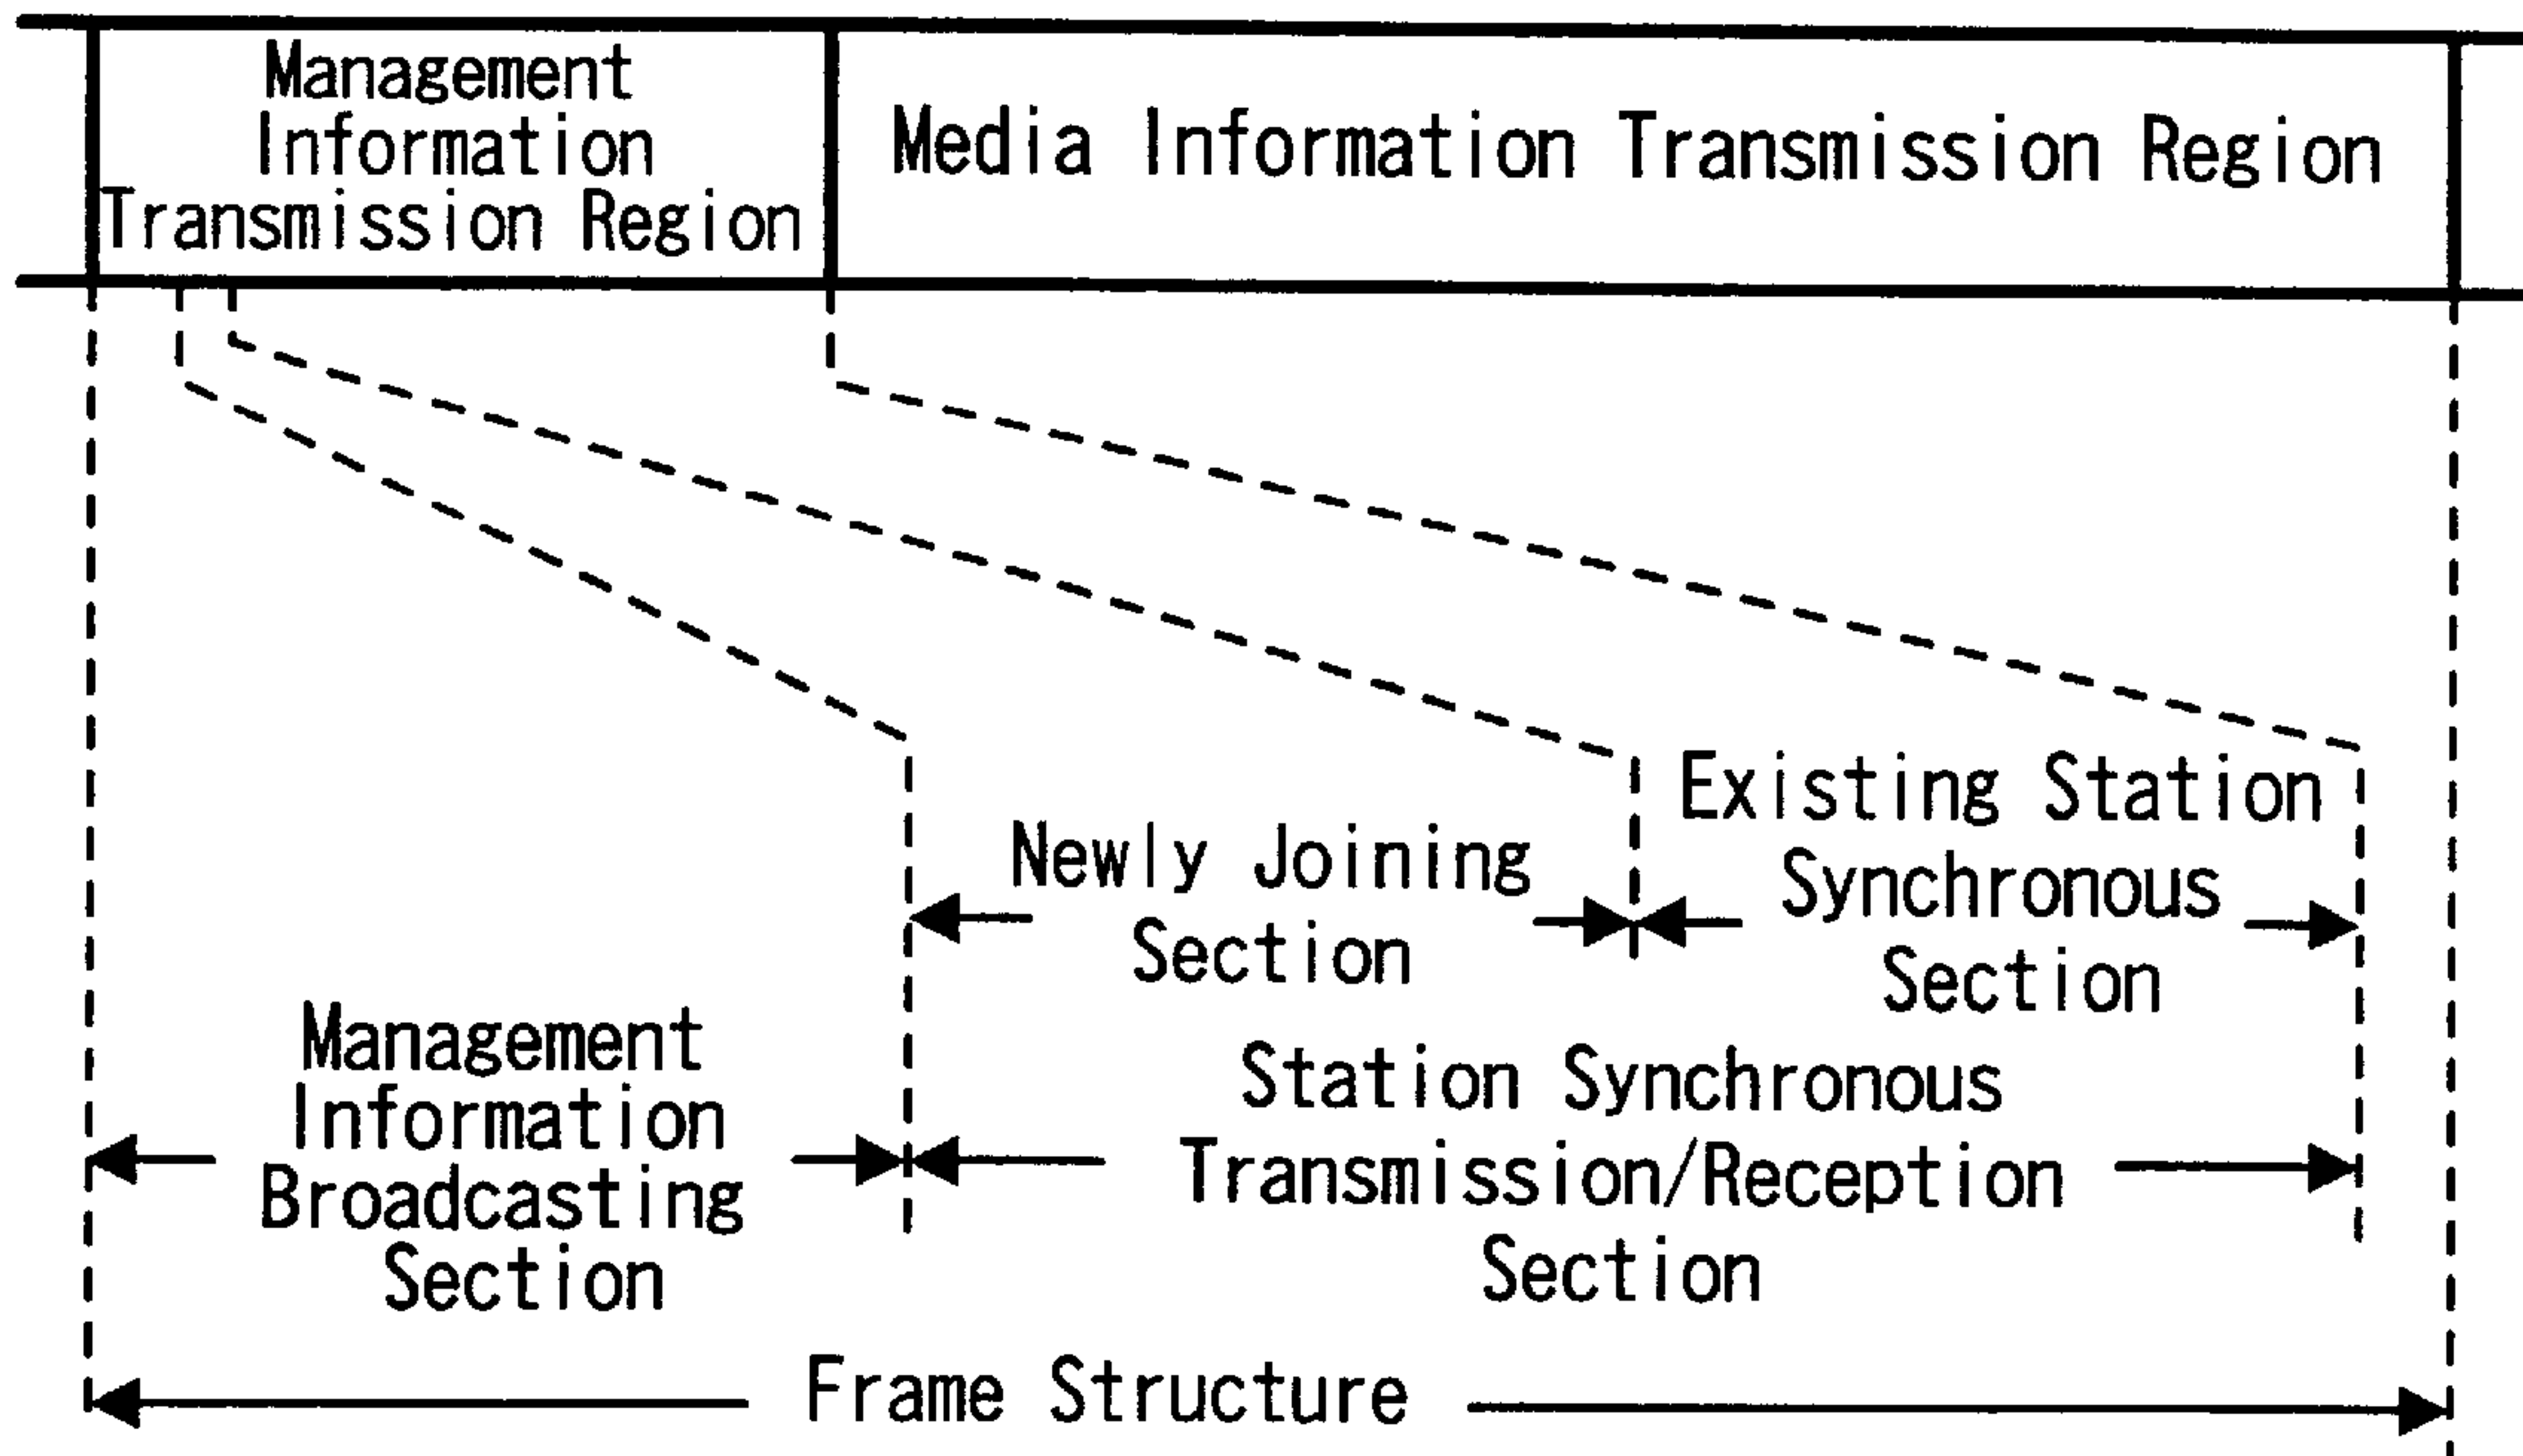 Management
Information
Transmission Region
Media Information Transmission Region
Newly Joining
Section
Existing Station
Synchronous
Section
Management
Information
Broadcasting
Section
Station Synchronous
Transmission/Reception
Section
Frame Structure